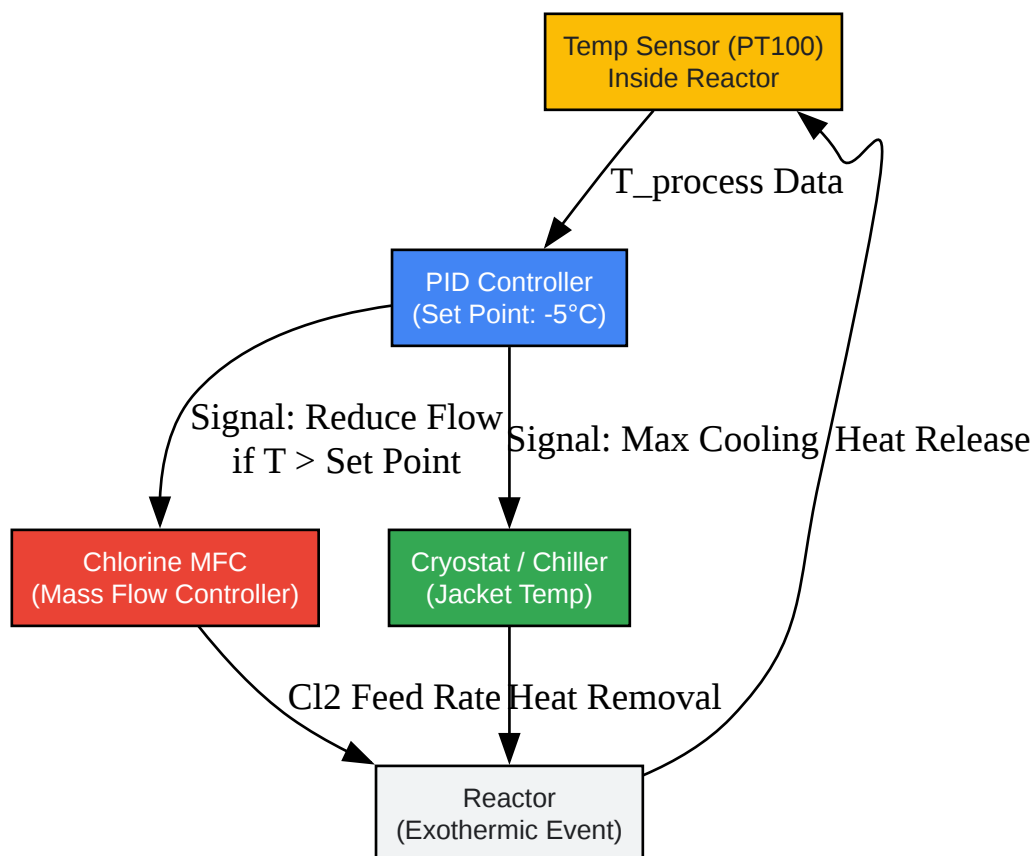 Temp Sensor (PT100)
Inside Reactor
T_process Data
PID Controller
(Set Point: -5°C)
Signal: Reduce Flow
if T > Set Point
Signal: Max Cooling
Heat Release
Chlorine MFC
(Mass Flow Controller)
Cryostat / Chiller
(Jacket Temp)
Cl2 Feed Rate
Heat Removal
Reactor
(Exothermic Event)